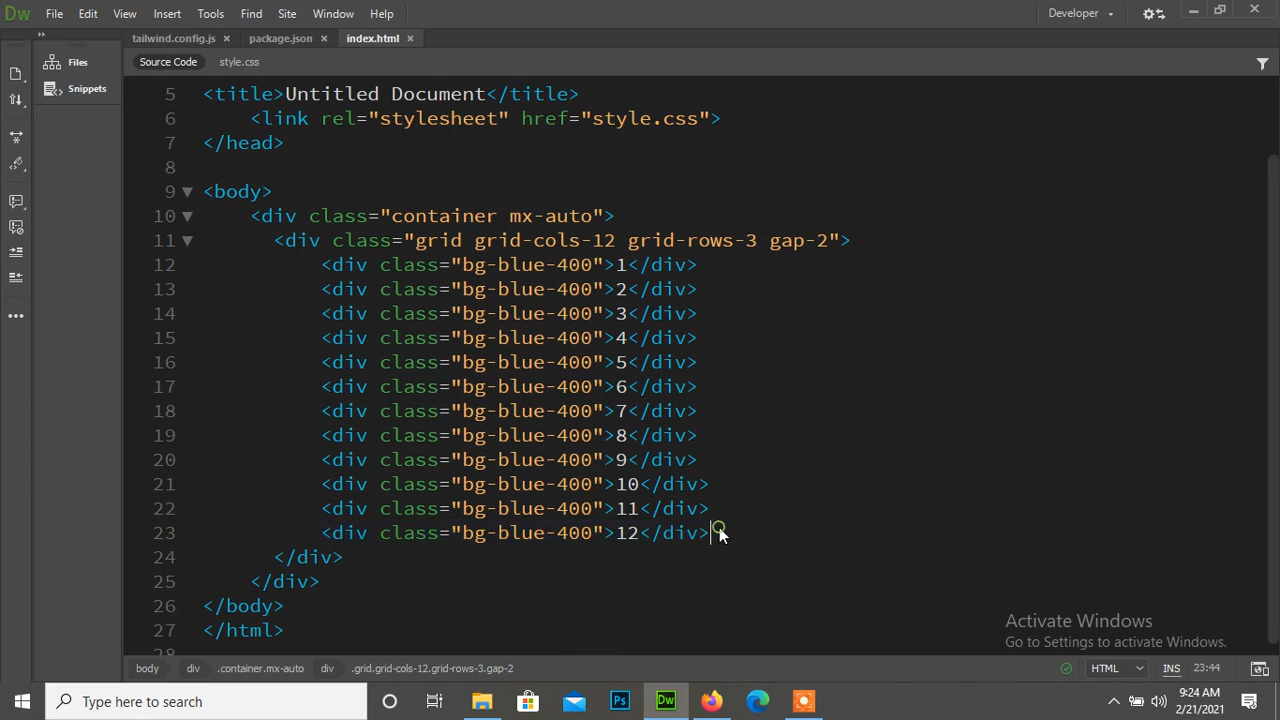 Dw File Edit View Insert Tools Find Site Window Help Developer
tailwind.config.js package.json index.html
Files Source Code style.css
Snippets
5 <title>Untitled Document</title>
6 <link rel="stylesheet" href="style.css">
7 </head>
8
9 <body>
10 <div class="container mx-auto">
11 <div class="grid grid-cols-12 grid-rows-3 gap-2">
12 <div class="bg-blue-400">1</div>
13 <div class="bg-blue-400">2</div>
14 <div class="bg-blue-400">3</div>
15 <div class="bg-blue-400">4</div>
16 <div class="bg-blue-400">5</div>
17 <div class="bg-blue-400">6</div>
18 <div class="bg-blue-400">7</div>
19 <div class="bg-blue-400">8</div>
20 <div class="bg-blue-400">9</div>
21 <div class="bg-blue-400">10</div>
22 <div class="bg-blue-400">11</div>
23 <div class="bg-blue-400">12</div>
24 </div>
25 </div>
26 </body>
27 </html>
28
Activate Windows
Go to Settings to activate Windows.
body div .container.mx-auto div .grid.grid-cols-12.grid-rows-3.gap-2 HTML INS 23:44
Type here to search Ps Dw 9:24 AM
2/21/2021